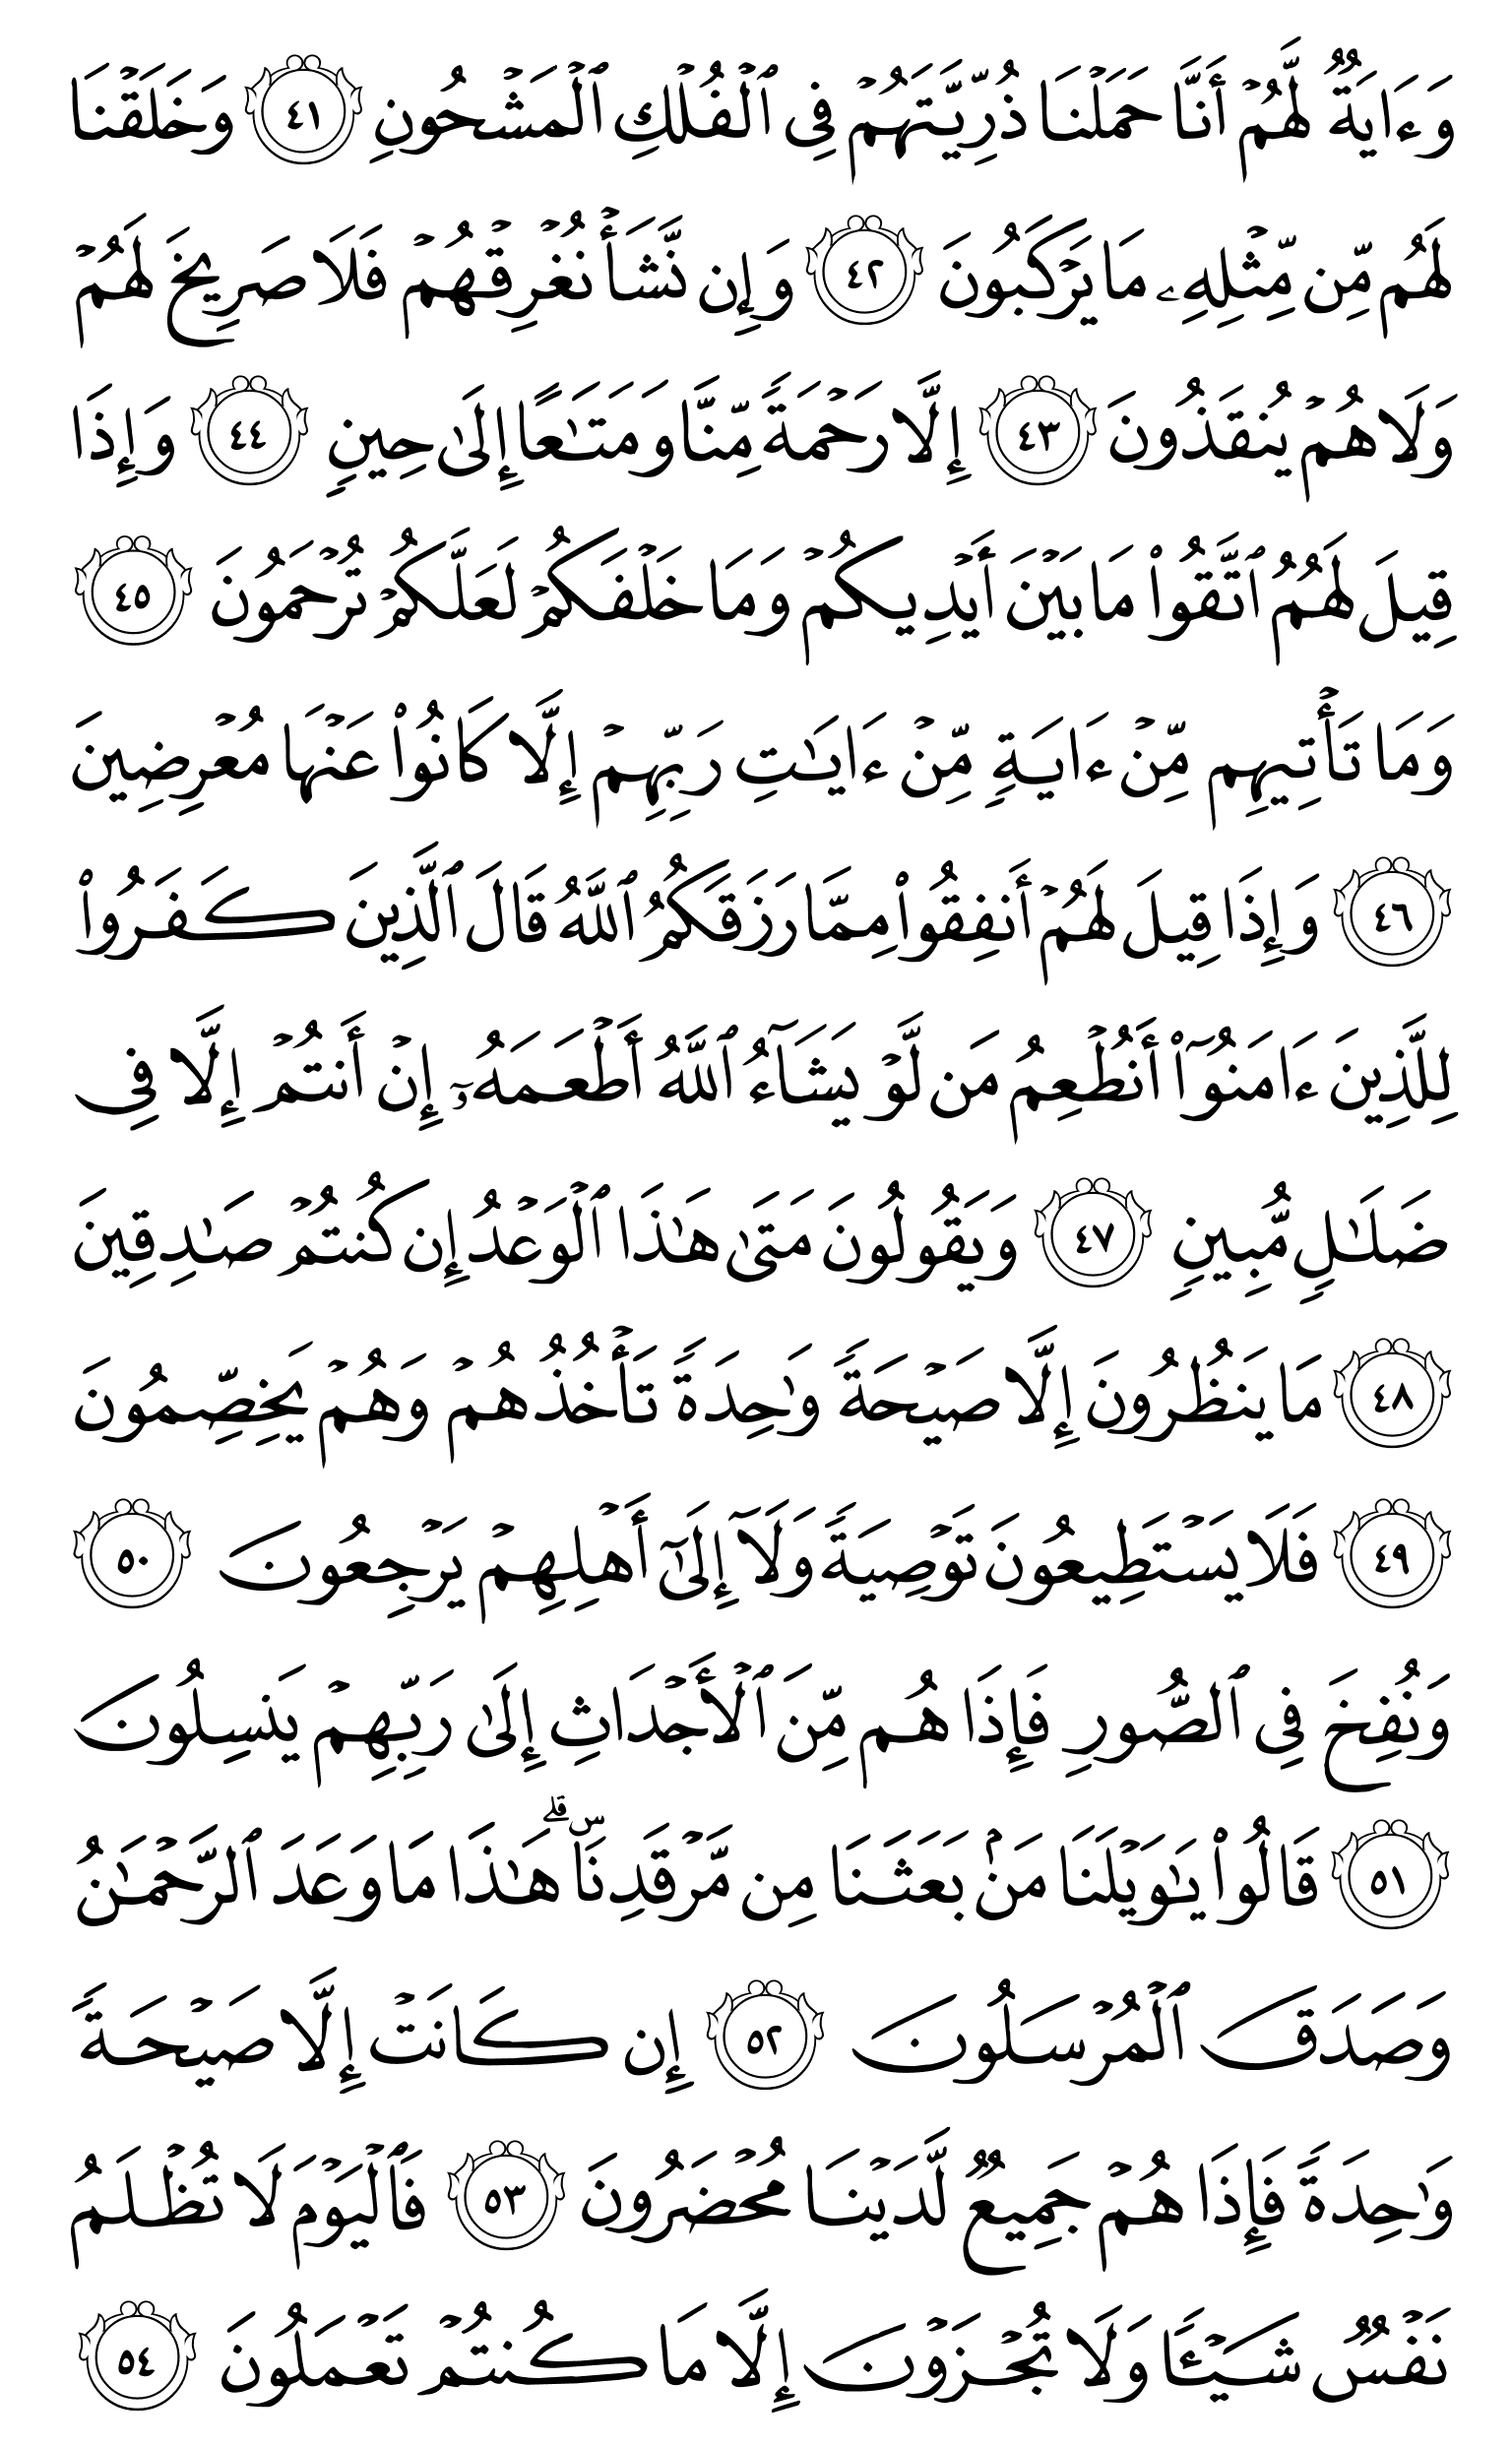 وَءَايَةٌ لَّهُمۡ أَنَّا حَمَلۡنَا ذُرِّيَّتَهُمۡ فِي ٱلۡفُلۡكِ ٱلۡمَشۡحُونِ ٤١ وَخَلَقۡنَا
لَهُم مِّن مِّثۡلِهِۦ مَا يَرۡكَبُونَ ٤٢ وَإِن نَّشَأۡ نُغۡرِقۡهُمۡ فَلَا صَرِيخَ لَهُمۡ
وَلَا هُمۡ يُنقَذُونَ ٤٣ إِلَّا رَحۡمَةٗ مِّنَّا وَمَتَٰعًا إِلَىٰ حِينٖ ٤٤ وَإِذَا
قِيلَ لَهُمُ ٱتَّقُواْ مَا بَيۡنَ أَيۡدِيكُمۡ وَمَا خَلۡفَكُمۡ لَعَلَّكُمۡ تُرۡحَمُونَ ٤٥
وَمَا تَأۡتِيهِم مِّنۡ ءَايَةٖ مِّنۡ ءَايَٰتِ رَبِّهِمۡ إِلَّا كَانُواْ عَنۡهَا مُعۡرِضِينَ
٤٦ وَإِذَا قِيلَ لَهُمۡ أَنفِقُواْ مِمَّا رَزَقَكُمُ ٱللَّهُ قَالَ ٱلَّذِينَ كَفَرُواْ
لِلَّذِينَ ءَامَنُوٓاْ أَنُطۡعِمُ مَن لَّوۡ يَشَآءُ ٱللَّهُ أَطۡعَمَهُۥٓ إِنۡ أَنتُمۡ إِلَّا فِي
ضَلَٰلٖ مُّبِينٖ ٤٧ وَيَقُولُونَ مَتَىٰ هَٰذَا ٱلۡوَعۡدُ إِن كُنتُمۡ صَٰدِقِينَ
٤٨ مَا يَنظُرُونَ إِلَّا صَيۡحَةٗ وَٰحِدَةٗ تَأۡخُذُهُمۡ وَهُمۡ يَخِصِّمُونَ
٤٩ فَلَا يَسۡتَطِيعُونَ تَوۡصِيَةٗ وَلَآ إِلَىٰٓ أَهۡلِهِمۡ يَرۡجِعُونَ ٥٠
وَنُفِخَ فِي ٱلصُّورِ فَإِذَا هُم مِّنَ ٱلۡأَجۡدَاثِ إِلَىٰ رَبِّهِمۡ يَنسِلُونَ
٥١ قَالُواْ يَٰوَيۡلَنَا مَنۢ بَعَثَنَا مِن مَّرۡقَدِنَاۜۗ هَٰذَا مَا وَعَدَ ٱلرَّحۡمَٰنُ
وَصَدَقَ ٱلۡمُرۡسَلُونَ ٥٢ إِن كَانَتۡ إِلَّا صَيۡحَةٗ
وَٰحِدَةٗ فَإِذَا هُمۡ جَمِيعٞ لَّدَيۡنَا مُحۡضَرُونَ ٥٣ فَٱلۡيَوۡمَ لَا تُظۡلَمُ
نَفۡسٞ شَيۡـٔٗا وَلَا تُجۡزَوۡنَ إِلَّا مَا كُنتُمۡ تَعۡمَلُونَ ٥٤